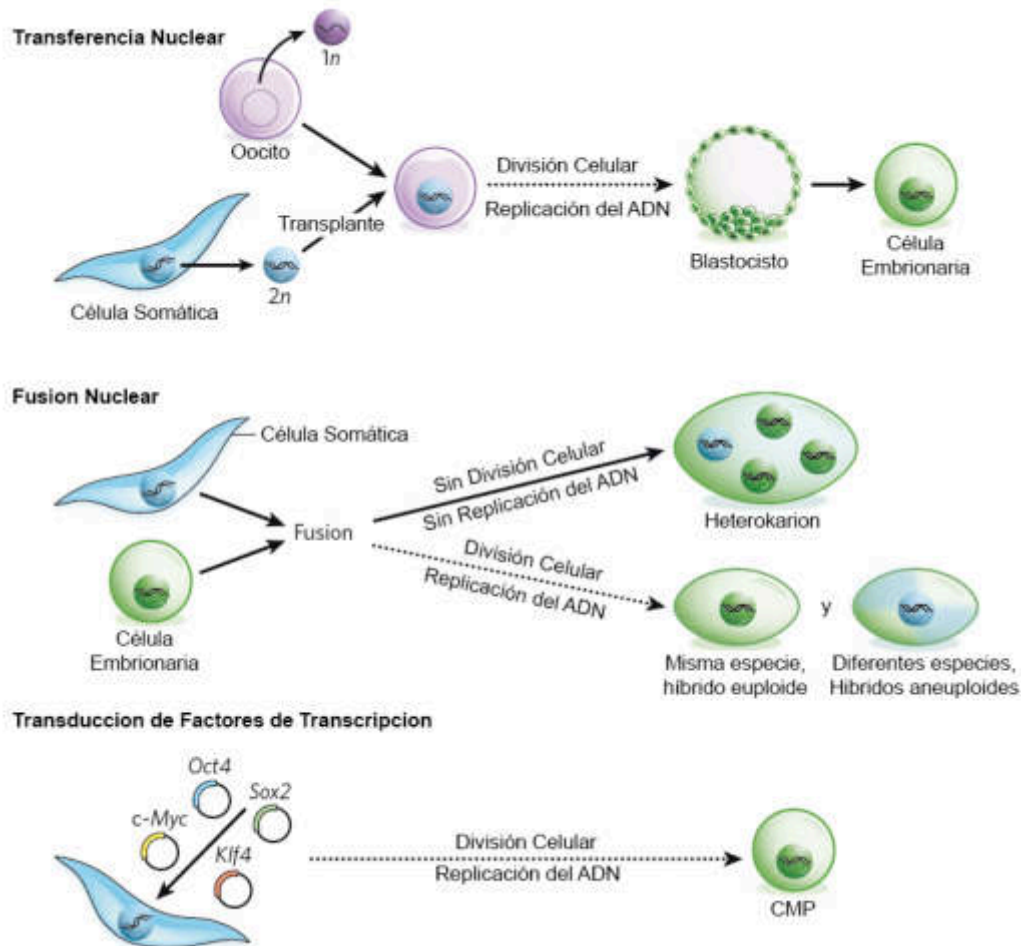 Transferencia Nuclear
1n
Oocito
División Celular
Replicación del ADN
Transplante
2n
Célula Somática
Blastocisto
Célula
Embrionaria
Fusion Nuclear
Célula Somática
Célula
Embrionaria
Fusion
Sin División Celular
Sin Replicación del ADN
Heterokarion
División Celular
Replicación del ADN
y
Misma especie,
híbrido euploide
Diferentes especies,
Hibridos aneuploides
Transduccion de Factores de Transcripcion
Oct4
Sox2
c-Myc
Klf4
División Celular
Replicación del ADN
CMP